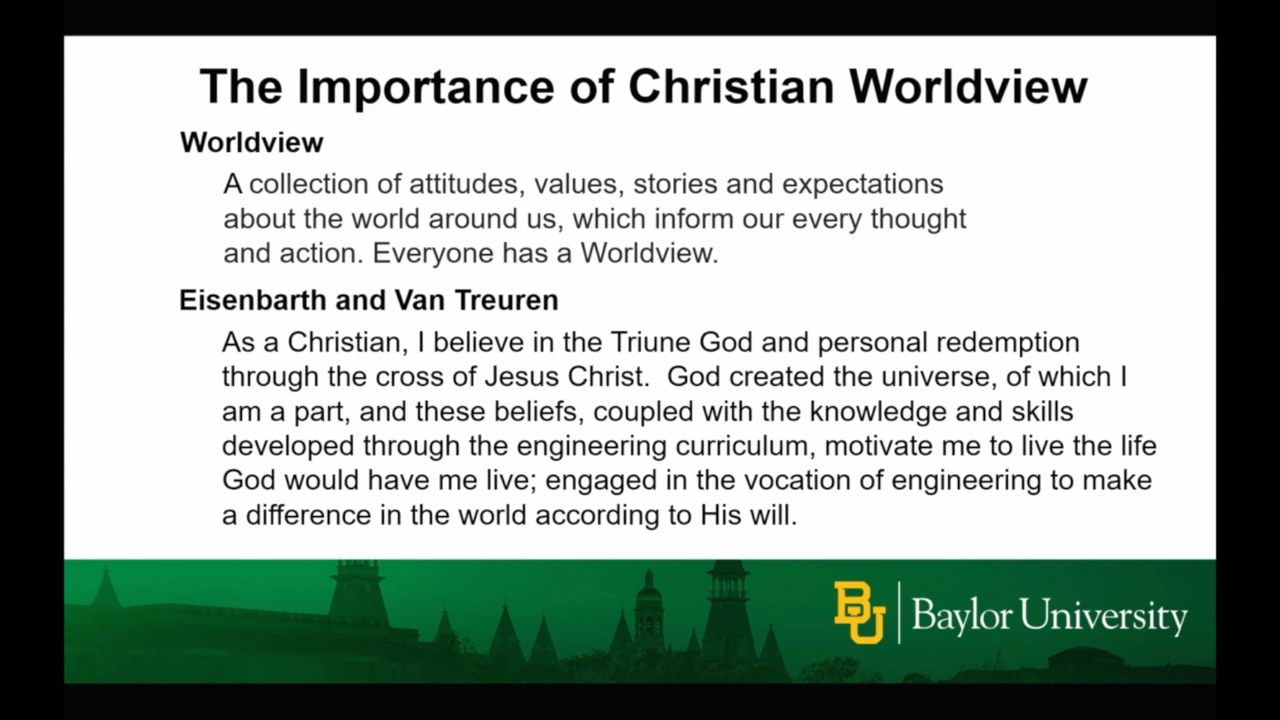 The Importance of Christian Worldview
Worldview
A collection of attitudes, values, stories and expectations
about the world around us, which inform our every thought
and action. Everyone has a Worldview.
Eisenbarth and Van Treuren
As a Christian, I believe in the Triune God and personal redemption
through the cross of Jesus Christ.  God created the universe, of which I
am a part, and these beliefs, coupled with the knowledge and skills
developed through the engineering curriculum, motivate me to live the life
God would have me live; engaged in the vocation of engineering to make
a difference in the world according to His will.
BU Baylor University